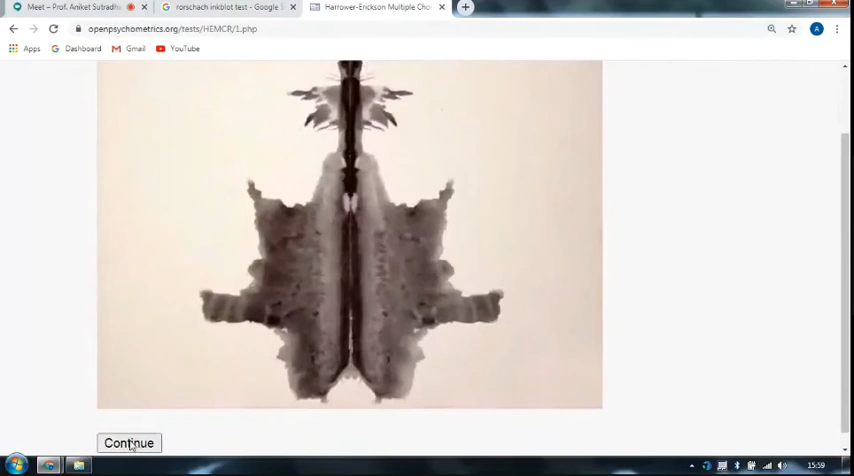 Meet – Prof. Aniket Sutradha
rorschach inkblot test - Google S
Harrower-Erickson Multiple Cho
openpsychometrics.org/tests/HEMCR/1.php
A
Apps
Dashboard
Gmail
YouTube
Continue
15:59